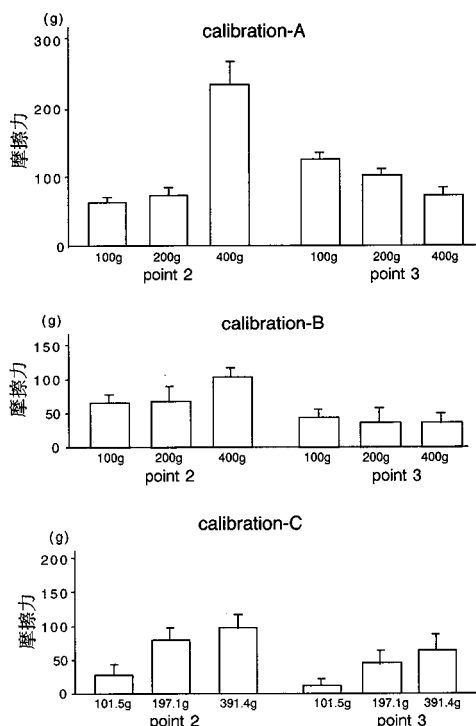 calibration-A
(g)
300
200
100
0
摩擦力
100g 200g 400g 100g 200g 400g
point 2 point 3
calibration-B
(g)
150
100
50
0
摩擦力
100g 200g 400g 100g 200g 400g
point 2 point 3
calibration-C
(g)
200
150
100
50
0
摩擦力
101.5g 197.1g 391.4g 101.5g 197.1g 391.4g
point 2 point 3